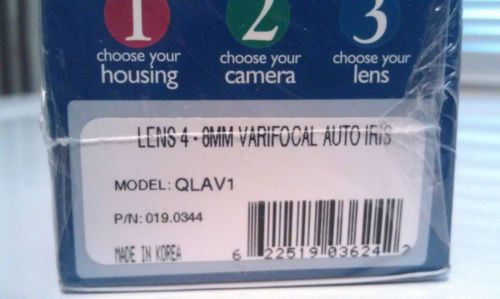 1 2 3
choose your choose your choose your
housing camera lens
LENS 4 - 8MM VARIFOCAL AUTO IRIS
MODEL: QLAV1
P/N: 019.0344
MADE IN KOREA
6 22519 03624 2